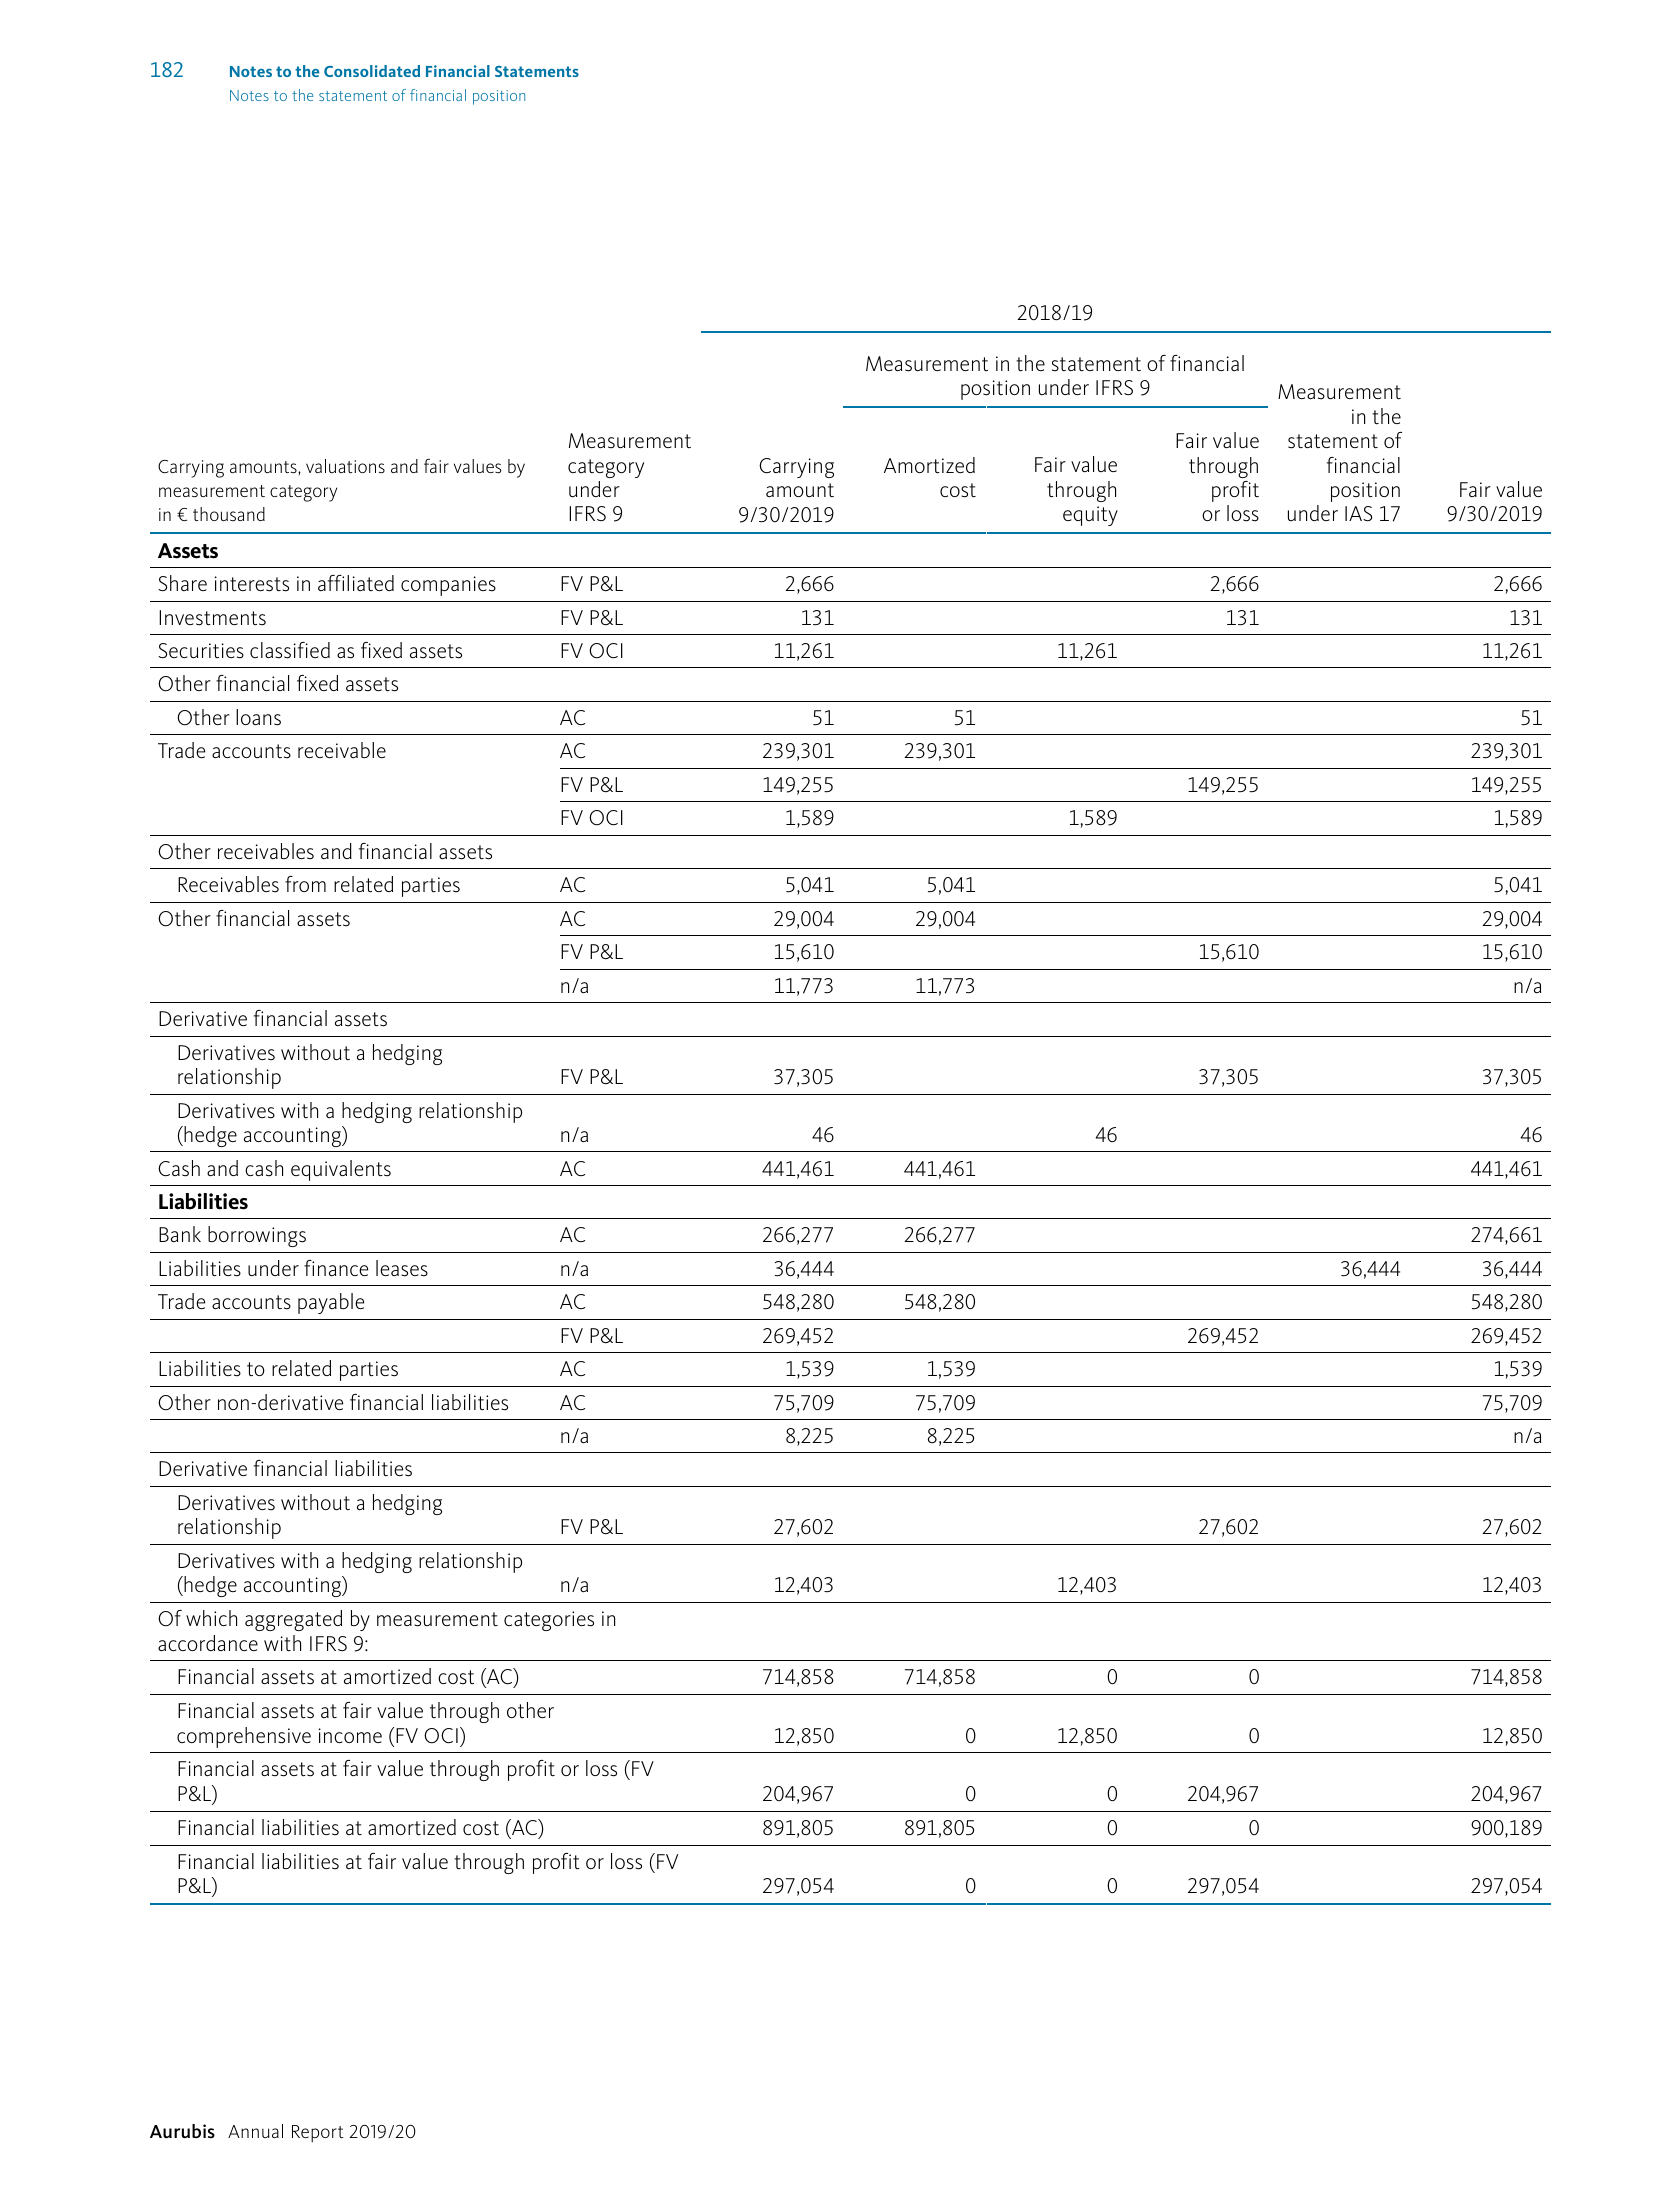 182 Notes to the Consolidated Financial Statements
Notes to the statement of financial position
2018/19
Measurement in the statement of financial
position under IFRS 9
Measurement
in the
statement of
financial
position
under IAS 17
Carrying amounts, valuations and fair values by
measurement category
in € thousand
Measurement
category
under
IFRS 9
Carrying
amount
9/30/2019
Amortized
cost
Fair value
through
equity
Fair value
through
profit
or loss
Fair value
9/30/2019
Assets
Share interests in affiliated companies FV P&L 2,666 2,666 2,666
Investments FV P&L 131 131 131
Securities classified as fixed assets FV OCI 11,261 11,261 11,261
Other financial fixed assets
Other loans AC 51 51 51
Trade accounts receivable AC 239,301 239,301 239,301
FV P&L 149,255 149,255 149,255
FV OCI 1,589 1,589 1,589
Other receivables and financial assets
Receivables from related parties AC 5,041 5,041 5,041
Other financial assets AC 29,004 29,004 29,004
FV P&L 15,610 15,610 15,610
n/a 11,773 11,773 n/a
Derivative financial assets
Derivatives without a hedging
relationship FV P&L 37,305 37,305 37,305
Derivatives with a hedging relationship
(hedge accounting) n/a 46 46 46
Cash and cash equivalents AC 441,461 441,461 441,461
Liabilities
Bank borrowings AC 266,277 266,277 274,661
Liabilities under finance leases n/a 36,444 36,444 36,444
Trade accounts payable AC 548,280 548,280 548,280
FV P&L 269,452 269,452 269,452
Liabilities to related parties AC 1,539 1,539 1,539
Other non-derivative financial liabilities AC 75,709 75,709 75,709
n/a 8,225 8,225 n/a
Derivative financial liabilities
Derivatives without a hedging
relationship FV P&L 27,602 27,602 27,602
Derivatives with a hedging relationship
(hedge accounting) n/a 12,403 12,403 12,403
Of which aggregated by measurement categories in
accordance with IFRS 9:
Financial assets at amortized cost (AC) 714,858 714,858 0 0 714,858
Financial assets at fair value through other
comprehensive income (FV OCI) 12,850 0 12,850 0 12,850
Financial assets at fair value through profit or loss (FV
P&L) 204,967 0 0 204,967 204,967
Financial liabilities at amortized cost (AC) 891,805 891,805 0 0 900,189
Financial liabilities at fair value through profit or loss (FV
P&L) 297,054 0 0 297,054 297,054
Aurubis Annual Report 2019/20